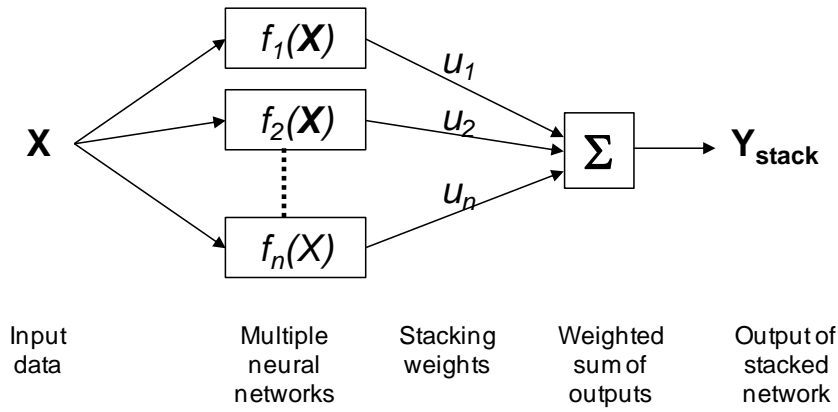 f₁(X)
u₁
f₂(X)
u₂
X
Σ
Y_stack
uₙ
fₙ(X)
Input data
Multiple neural networks
Stacking weights
Weighted sum of outputs
Output of stacked network